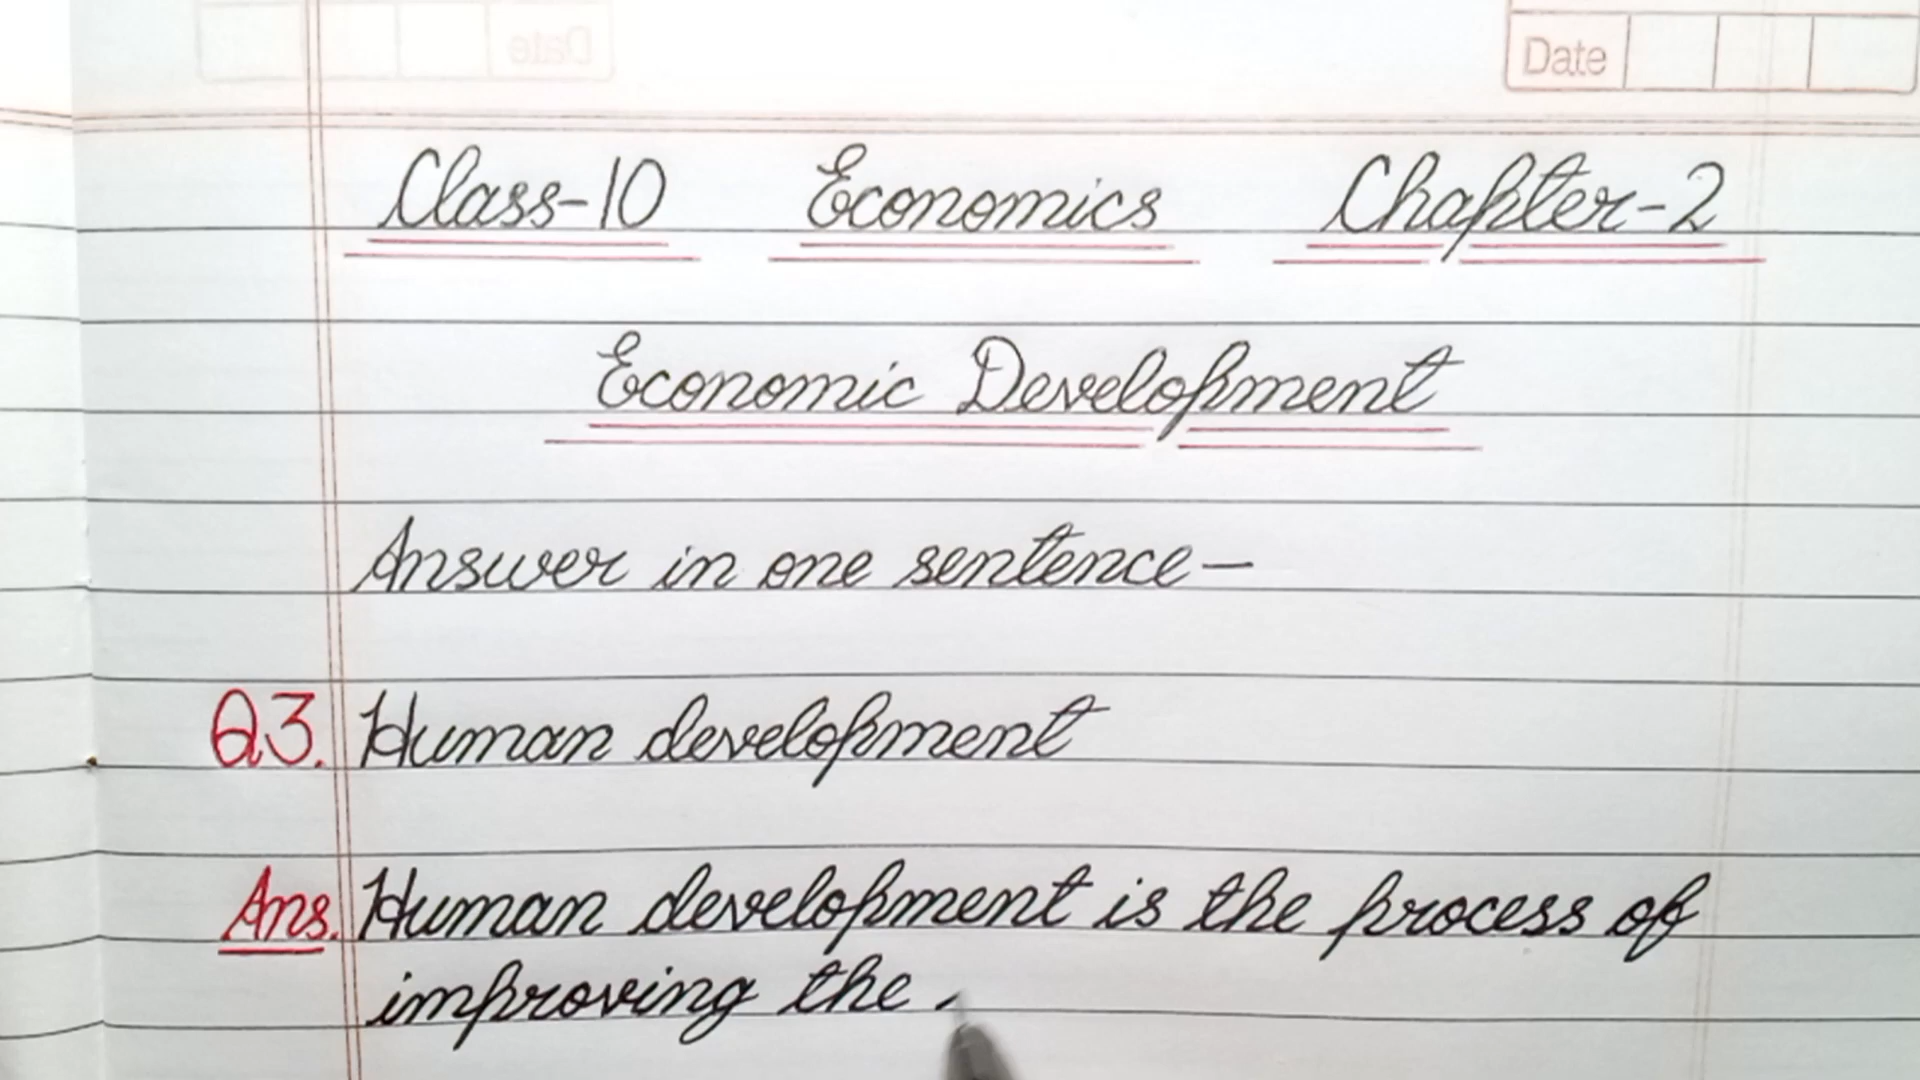 Date
Class-10 Economics Chapter-2
Economic Development
Answer in one sentence—
Q3. Human development
Ans. Human development is the process of
improving the